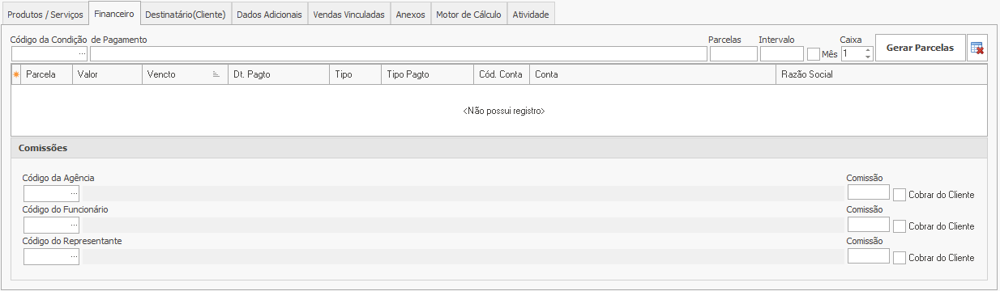 Produtos / Serviços Financeiro Destinatário(Cliente) Dados Adicionais Vendas Vinculadas Anexos Motor de Cálculo Atividade
Código da Condição de Pagamento Parcelas Intervalo Caixa
... Mês 1 Gerar Parcelas
Parcela Valor Vencto Dt. Pagto Tipo Tipo Pagto Cód. Conta Conta Razão Social
<Não possui registro>
Comissões
Código da Agência Comissão
... Cobrar do Cliente
Código do Funcionário Comissão
... Cobrar do Cliente
Código do Representante Comissão
... Cobrar do Cliente